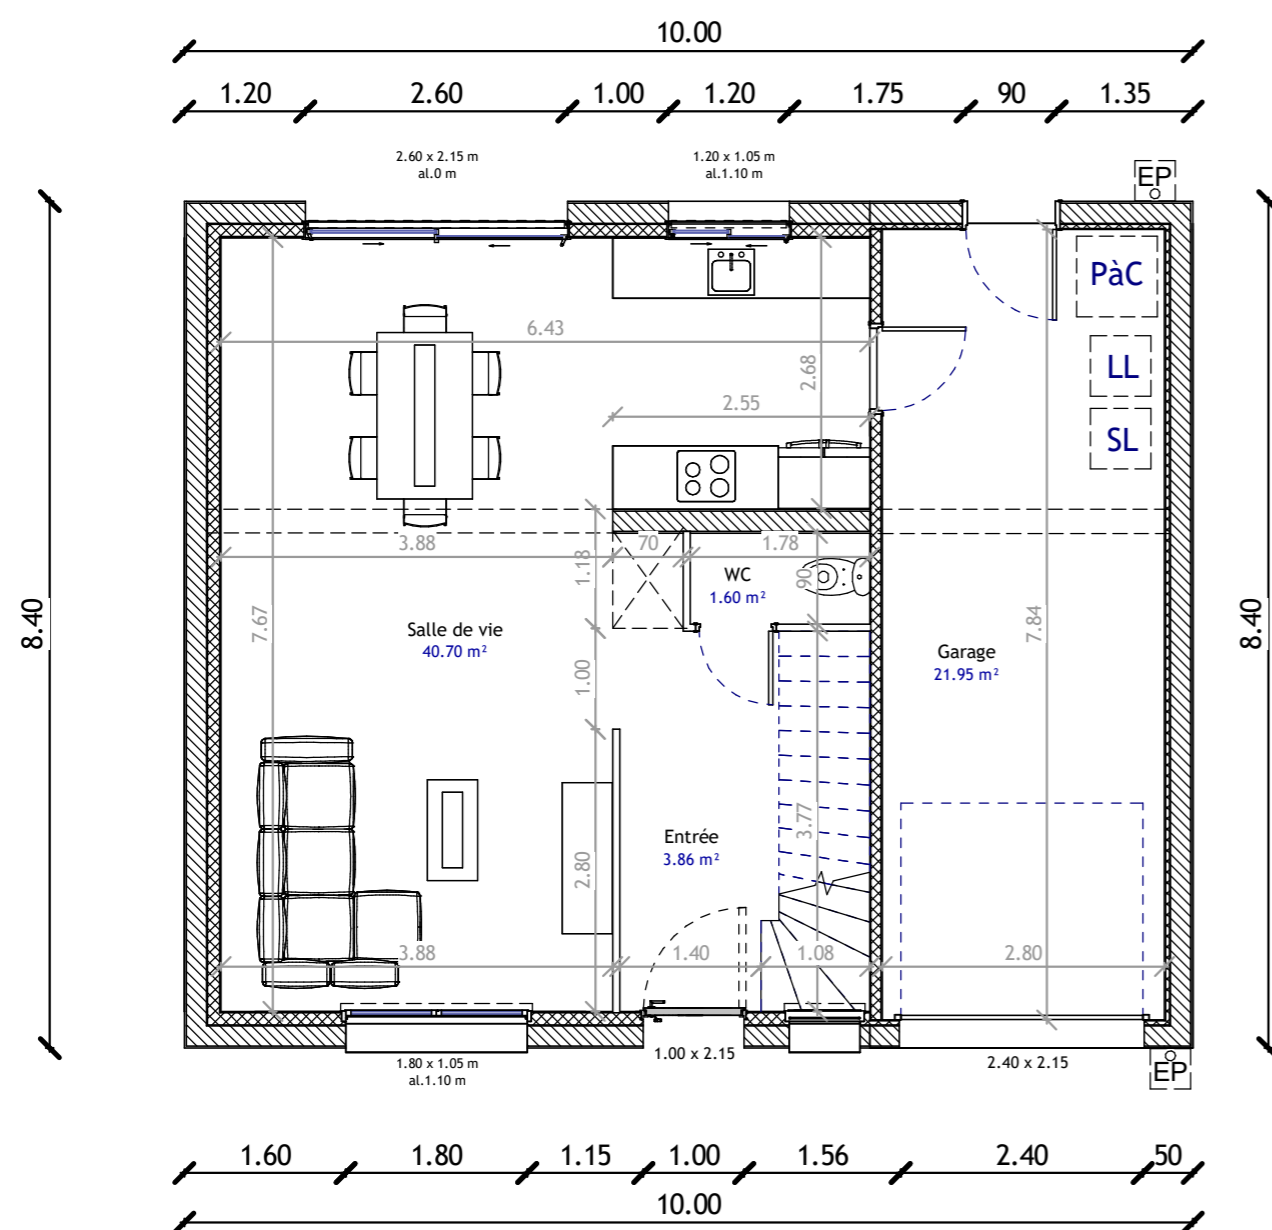 10.00
1.20 2.60 1.00 1.20 1.75 90 1.35
2.60 x 2.15 m
al.0 m
1.20 x 1.05 m
al.1.10 m
EP
PàC
6.43
LL
2.68
2.55
SL
3.88
1.18
70
1.78
WC
1.60 m²
90
8.40
7.67
Salle de vie
40.70 m²
1.00
7.84
Garage
21.95 m²
8.40
3.77
Entrée
3.86 m²
2.80
3.88
1.40
1.08
2.80
1.80 x 1.05 m
al.1.10 m
1.00 x 2.15
2.40 x 2.15
EP
1.60 1.80 1.15 1.00 1.56 2.40 50
10.00